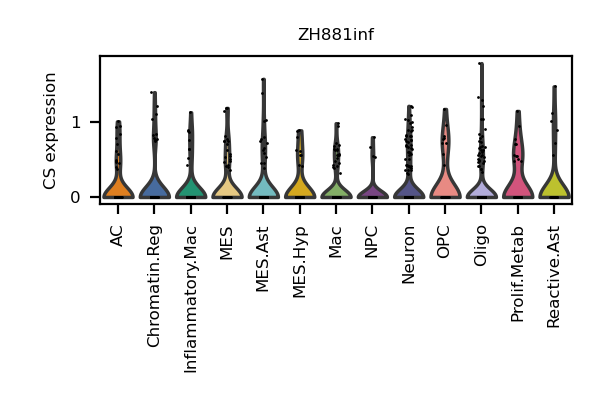 ZH881inf
CS expression
1
0
AC
Chromatin.Reg
Inflammatory.Mac
MES
MES.Ast
MES.Hyp
Mac
NPC
Neuron
OPC
Oligo
Prolif.Metab
Reactive.Ast